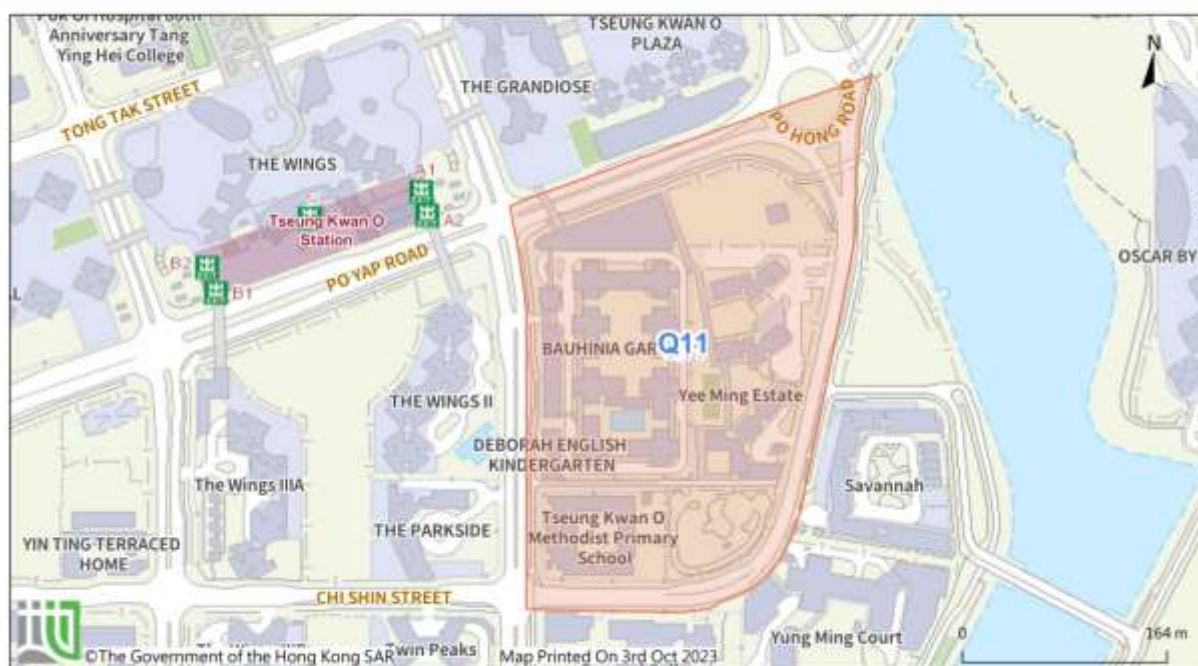 Anniversary Tang
Ying Hei College
TSEUNG KWAN O
PLAZA
N
THE GRANDIOSE
TONG TAK STREET
PO HONG ROAD
THE WINGS
A1
C
A2
Tseung Kwan O
Station
B2
B1
PO YAP ROAD
OSCAR BY
BAUHINIA GAR
Q11
Yee Ming Estate
THE WINGS II
DEBORAH ENGLISH
KINDERGARTEN
The Wings IIIA
Savannah
THE PARKSIDE
Tseung Kwan O
Methodist Primary
School
YIN TING TERRACED
HOME
CHI SHIN STREET
Yung Ming Court
0
164 m
Twin Peaks
©The Government of the Hong Kong SAR
Map Printed On 3rd Oct 2023